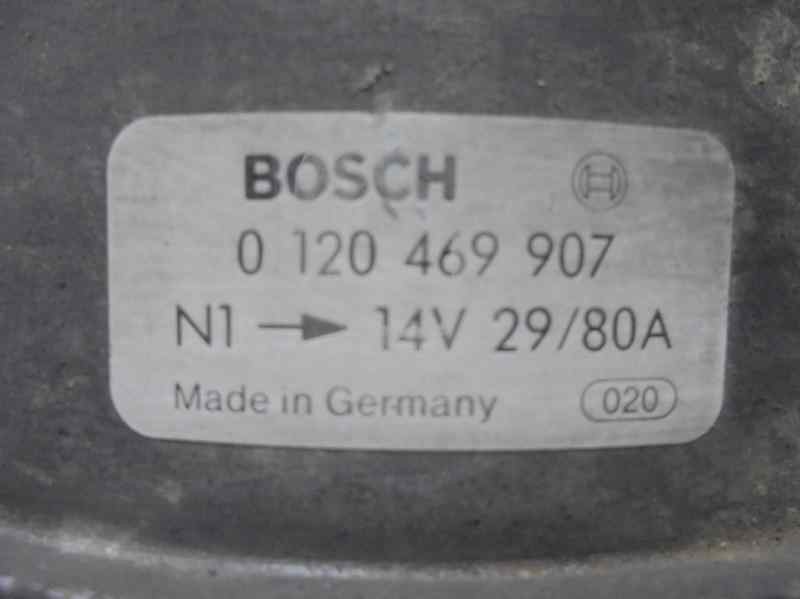 BOSCH
0 120 469 907
N1 → 14V 29/80A
Made in Germany 020